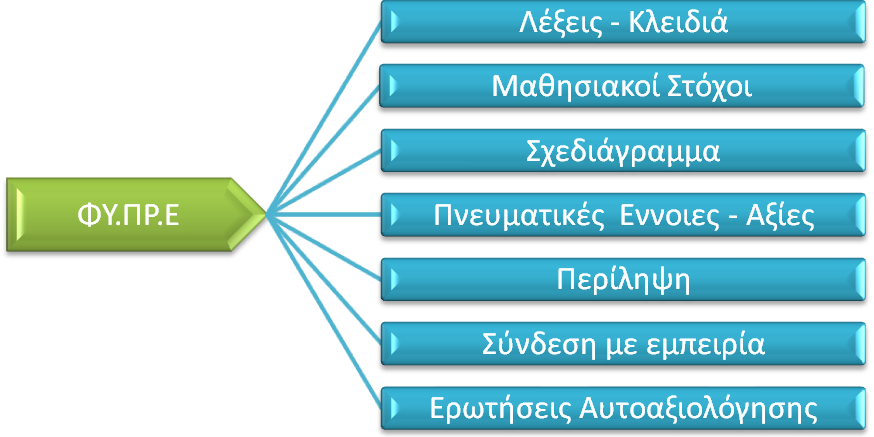 ΦΥ.ΠΡ.Ε
Λέξεις - Κλειδιά
Μαθησιακοί Στόχοι
Σχεδιάγραμμα
Πνευματικές Εννοιες - Αξίες
Περίληψη
Σύνδεση με εμπειρία
Ερωτήσεις Αυτοαξιολόγησης